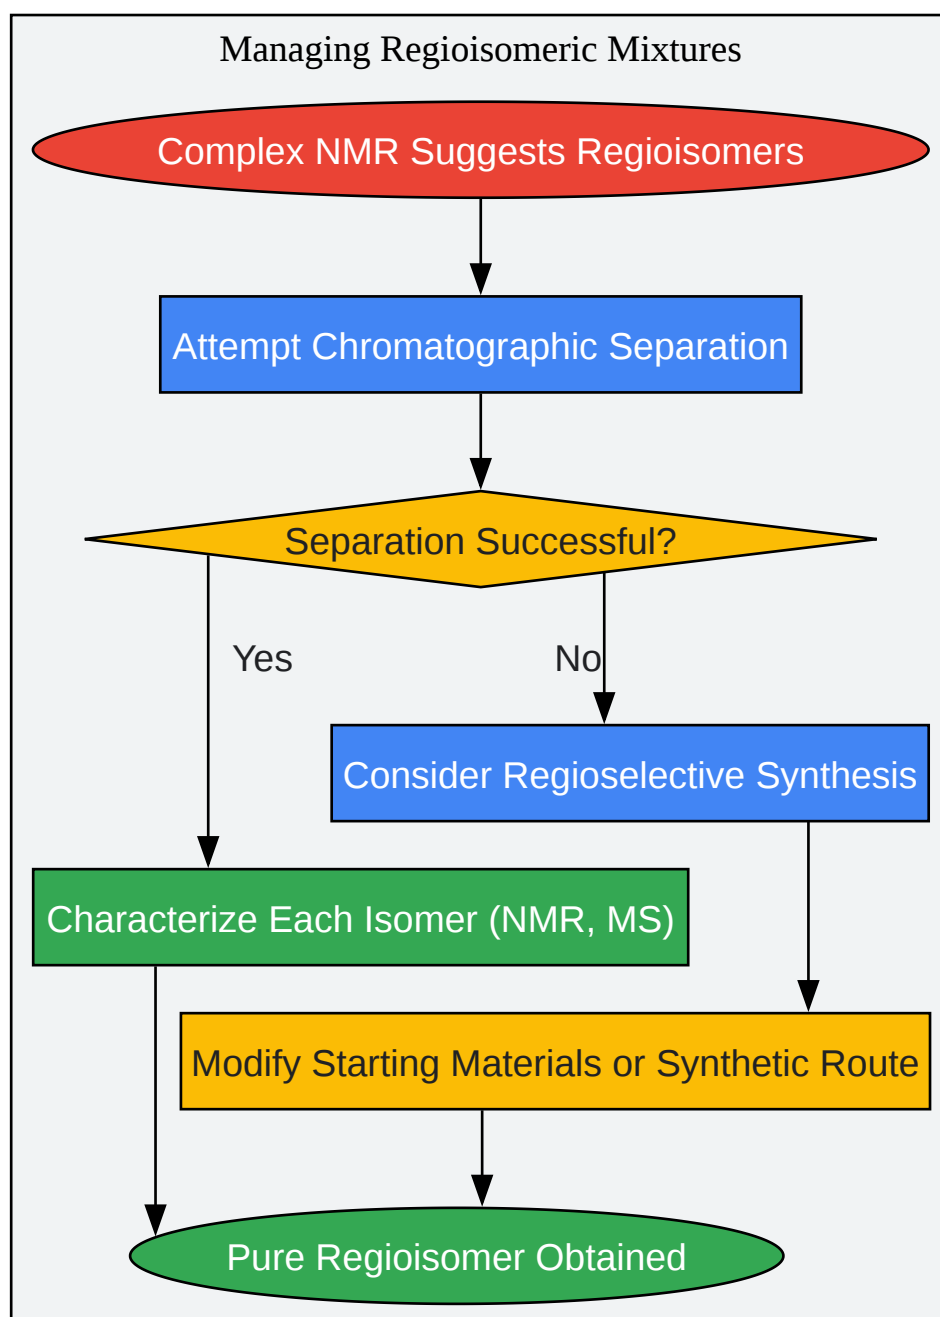 Managing Regioisomeric Mixtures
Complex NMR Suggests Regioisomers
Attempt Chromatographic Separation
Separation Successful?
Yes
No
Consider Regioselective Synthesis
Characterize Each Isomer (NMR, MS)
Modify Starting Materials or Synthetic Route
Pure Regioisomer Obtained